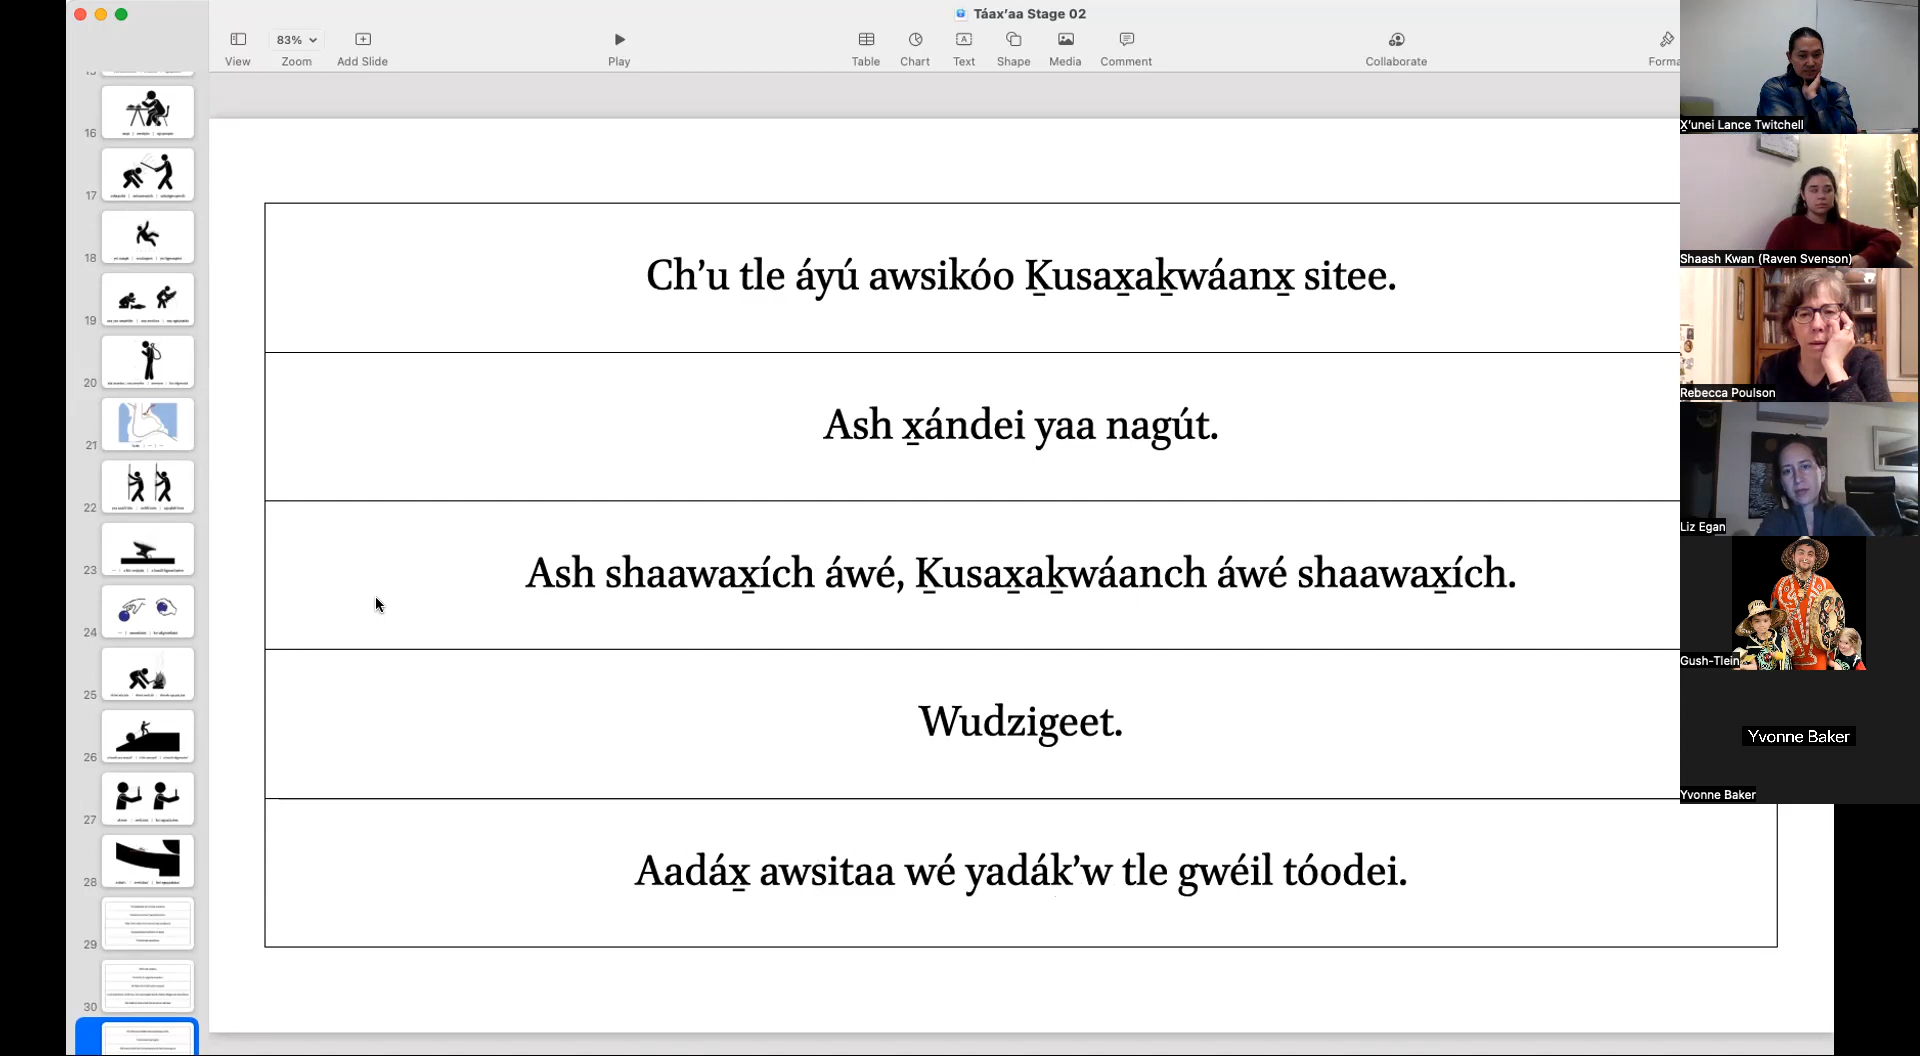 Táax’aa Stage 02
83%
View
Zoom
Add Slide
Play
Table
Chart
Text
Shape
Media
Comment
Collaborate
Forma
16
17
18
19
20
21
22
23
24
25
26
27
28
29
30
Ch’u tle áyú awsikóo Ḵusax̱aḵwáanx̱ sitee.
Ash x̱ándei yaa nagút.
Ash shaawax̱ích áwé, Ḵusax̱aḵwáanch áwé shaawax̱ích.
Wudzigeet.
Aadáx̱ awsitaa wé yadák’w tle gwéil tóodei.
X̱’unei Lance Twitchell
Shaash Kwan (Raven Svenson)
Rebecca Poulson
Liz Egan
Gush-Tlein
Yvonne Baker
Yvonne Baker